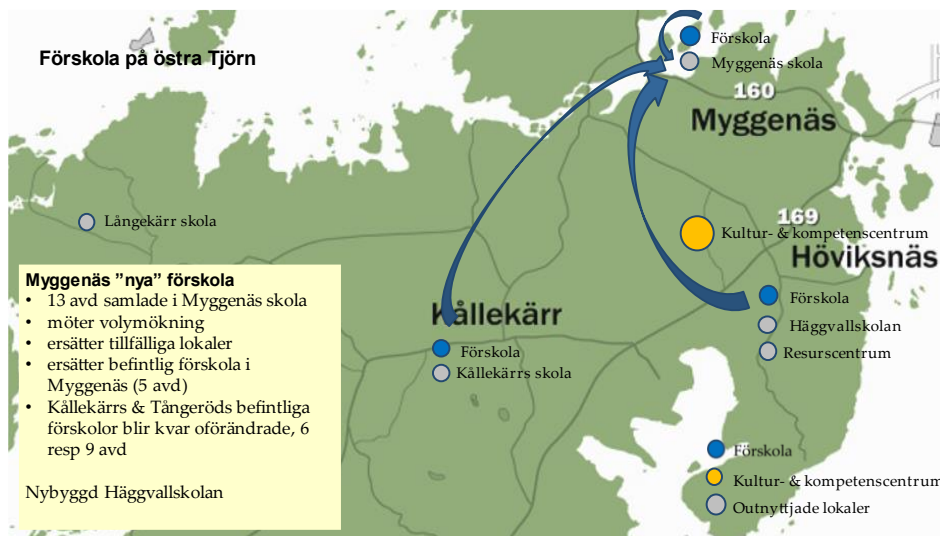 Förskola på östra Tjörn
Förskola
Myggenäs skola
160
Myggenäs
Långekärr skola
169
Kultur- & kompetenscentrum
Höviksnäs
Myggenäs ”nya” förskola
• 13 avd samlade i Myggenäs skola
• möter volymökning
• ersätter tillfälliga lokaler
• ersätter befintlig förskola i
Myggenäs (5 avd)
• Kållekärrs & Tångeröds befintliga
förskolor blir kvar oförändrade, 6
resp 9 avd
Nybyggd Häggvallskolan
Kållekärr
Förskola
Kållekärrs skola
Förskola
Häggvallskolan
Resurscentrum
Förskola
Kultur- & kompetenscentrum
Outnyttjade lokaler